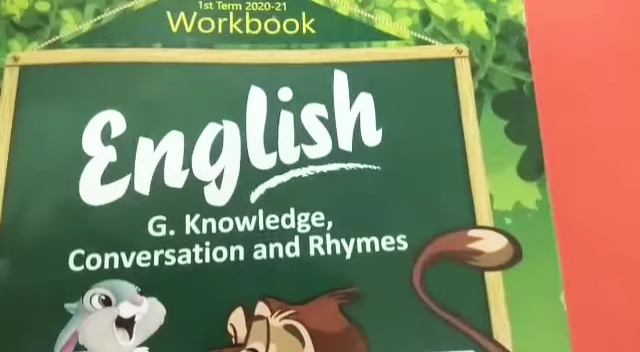 1st Term 2020-21
Workbook
English
G. Knowledge,
Conversation and Rhymes